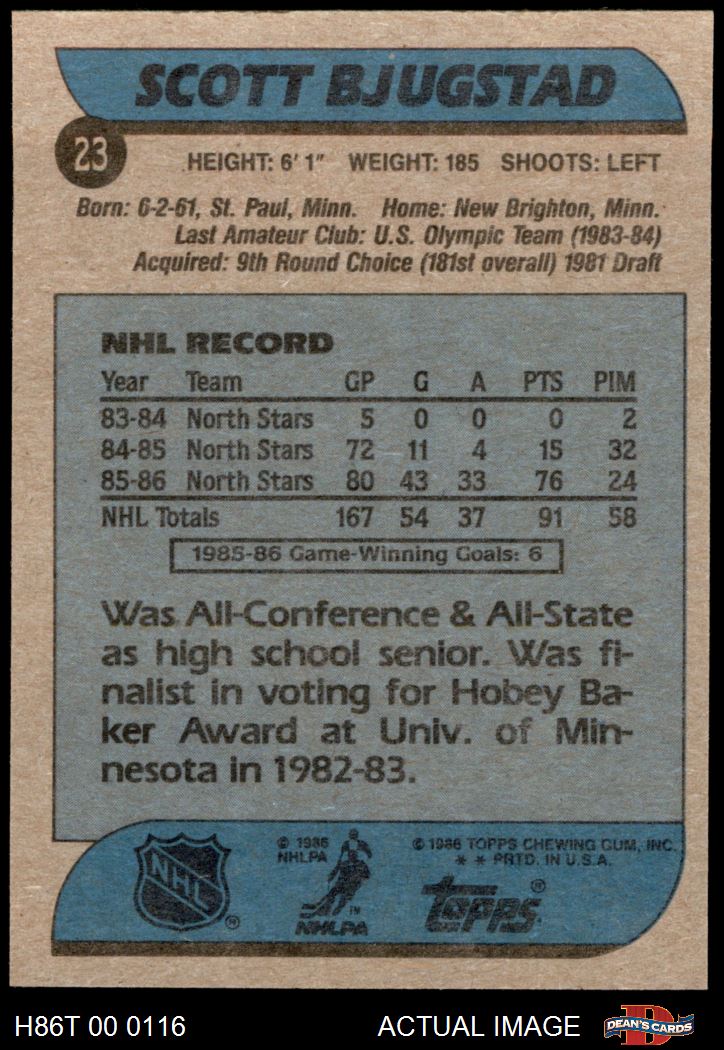 SCOTT BJUGSTAD
23
HEIGHT: 6' 1" WEIGHT: 185 SHOOTS: LEFT
Born: 6-2-61, St. Paul, Minn. Home: New Brighton, Minn.
Last Amateur Club: U.S. Olympic Team (1983-84)
Acquired: 9th Round Choice (181st overall) 1981 Draft
NHL RECORD
Year Team GP G A PTS PIM
83-84 North Stars 5 0 0 0 2
84-85 North Stars 72 11 4 15 32
85-86 North Stars 80 43 33 76 24
NHL Totals 167 54 37 91 58
1985-86 Game-Winning Goals: 6
Was All-Conference & All-State
as high school senior. Was fi-
nalist in voting for Hobey Ba-
ker Award at Univ. of Min-
nesota in 1982-83.
NHL ®
© 1986
NHLPA
TM
NHLPA
© 1986 TOPPS CHEWING GUM, INC.
* * PRTD. IN U.S.A.
TOPPS ®
H86T 00 0116 ACTUAL IMAGE DEAN'S CARDS